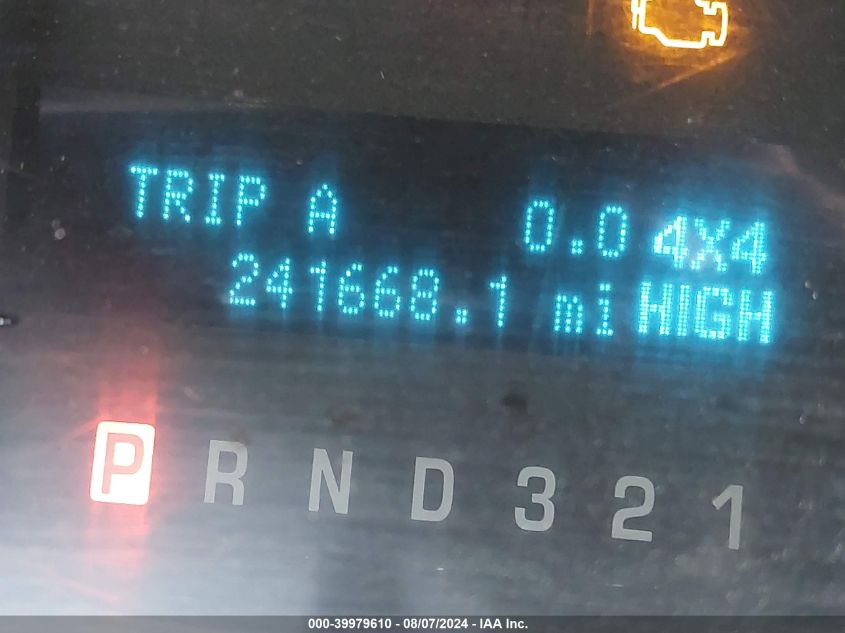 TRIP A 0.0 4X4
241668.1 mi HIGH
P R N D 3 2 1
000-39979610 - 08/07/2024 - IAA Inc.